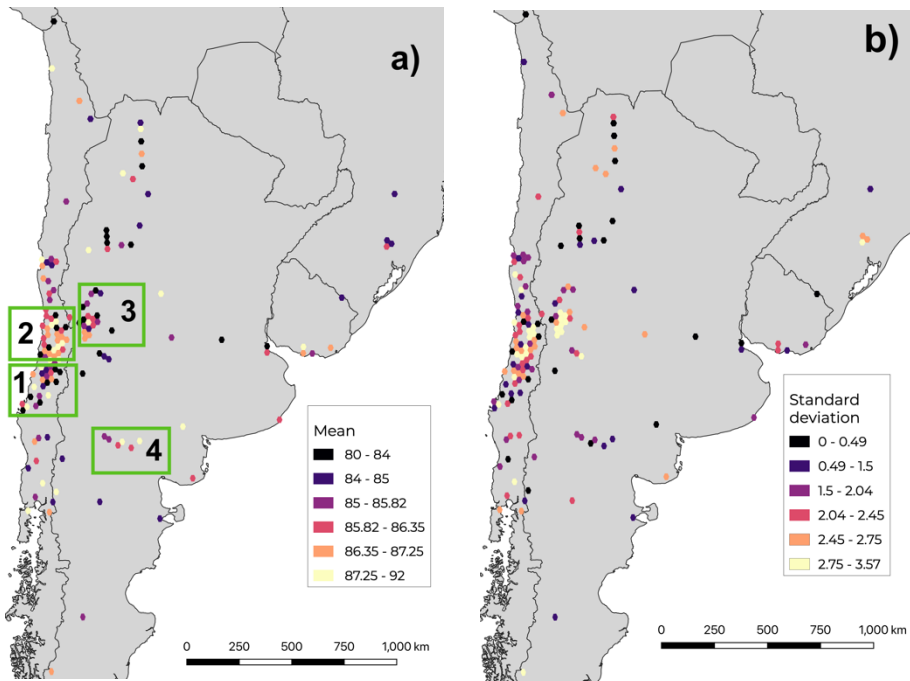 a)
3
2
1
4
Mean
80 - 84
84 - 85
85 - 85.82
85.82 - 86.35
86.35 - 87.25
87.25 - 92
0 250 500 750 1,000 km
b)
Standard
deviation
0 - 0.49
0.49 - 1.5
1.5 - 2.04
2.04 - 2.45
2.45 - 2.75
2.75 - 3.57
0 250 500 750 1,000 km